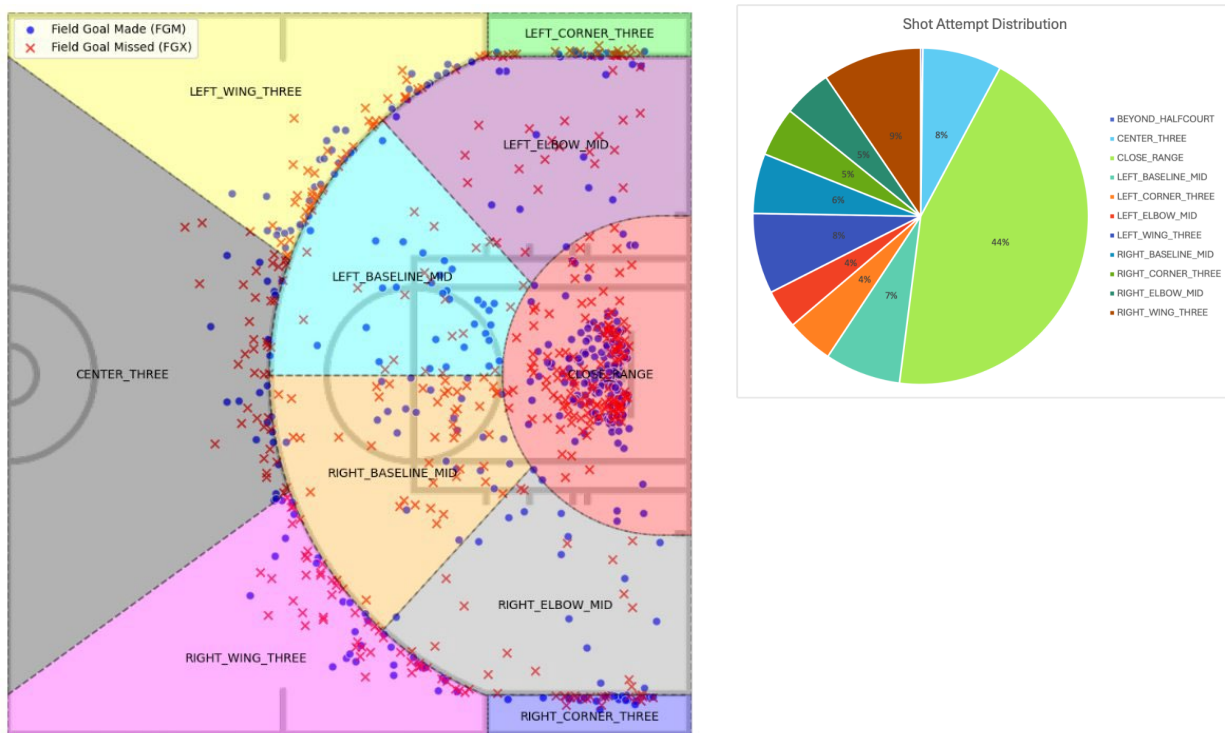 Field Goal Made (FGM)
Field Goal Missed (FGX)
LEFT_CORNER_THREE
LEFT_WING_THREE
LEFT_ELBOW_MID
LEFT_BASELINE_MID
CENTER_THREE
CLOSE_RANGE
RIGHT_BASELINE_MID
RIGHT_ELBOW_MID
RIGHT_WING_THREE
RIGHT_CORNER_THREE
Shot Attempt Distribution
8%
44%
7%
4%
4%
8%
6%
5%
5%
9%
BEYOND_HALFCOURT
CENTER_THREE
CLOSE_RANGE
LEFT_BASELINE_MID
LEFT_CORNER_THREE
LEFT_ELBOW_MID
LEFT_WING_THREE
RIGHT_BASELINE_MID
RIGHT_CORNER_THREE
RIGHT_ELBOW_MID
RIGHT_WING_THREE